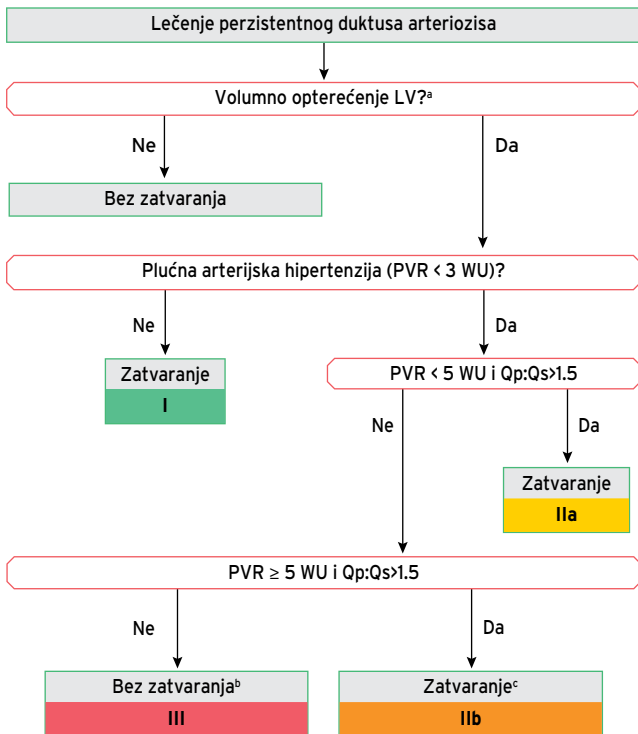 Lečenje perzistentnog duktusa arteriozisa
Volumno opterećenje LV?ᵃ
Ne
Da
Bez zatvaranja
Plućna arterijska hipertenzija (PVR < 3 WU)?
Ne
Da
Zatvaranje
I
PVR < 5 WU i Qp:Qs>1.5
Ne
Da
Zatvaranje
IIa
PVR ≥ 5 WU i Qp:Qs>1.5
Ne
Da
Bez zatvaranjaᵇ
III
Zatvaranjeᶜ
IIb